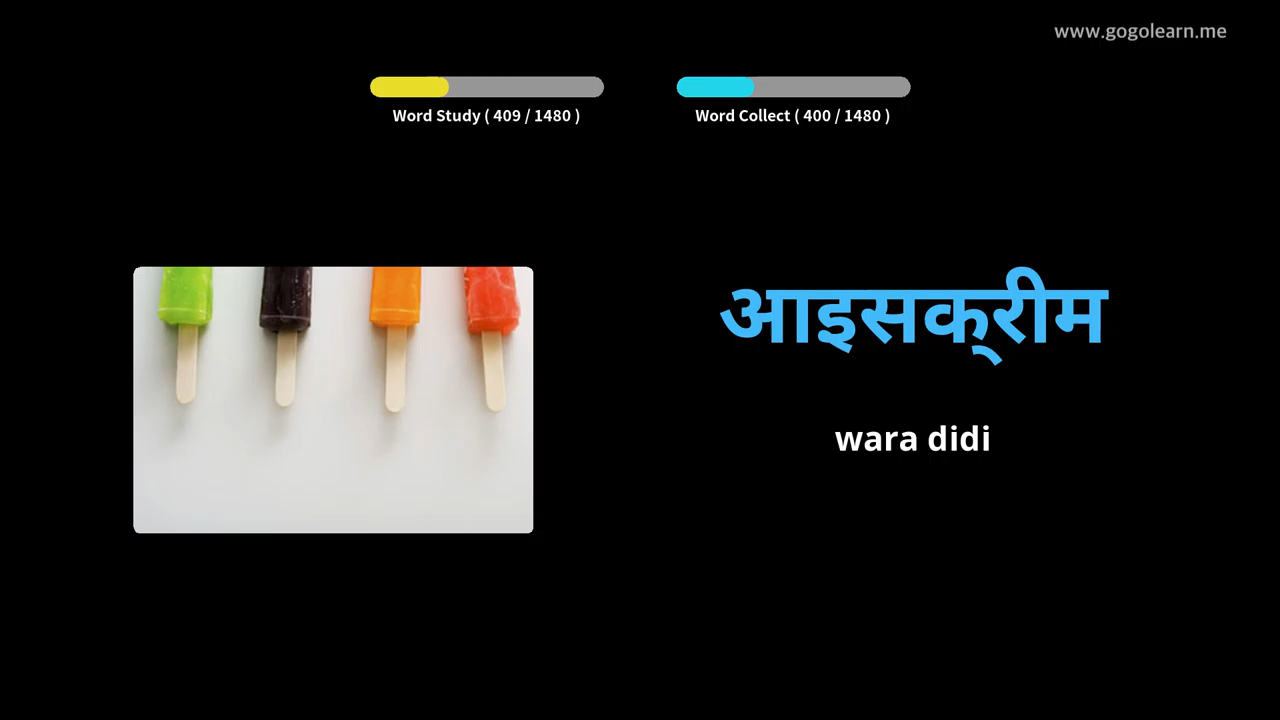 www.gogolearn.me
Word Study ( 409 / 1480 )
Word Collect ( 400 / 1480 )
आइसक्रीम
wara didi